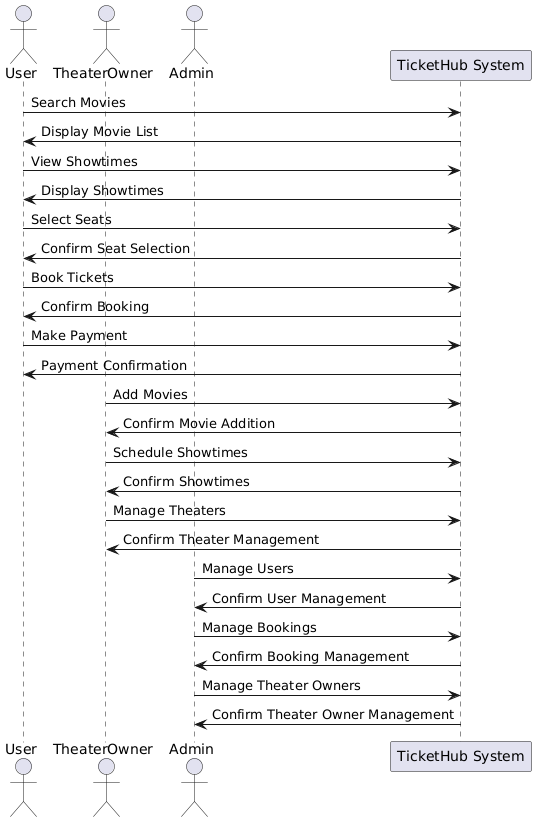 User TheaterOwner Admin TicketHub System
Search Movies
Display Movie List
View Showtimes
Display Showtimes
Select Seats
Confirm Seat Selection
Book Tickets
Confirm Booking
Make Payment
Payment Confirmation
Add Movies
Confirm Movie Addition
Schedule Showtimes
Confirm Showtimes
Manage Theaters
Confirm Theater Management
Manage Users
Confirm User Management
Manage Bookings
Confirm Booking Management
Manage Theater Owners
Confirm Theater Owner Management
User TheaterOwner Admin TicketHub System